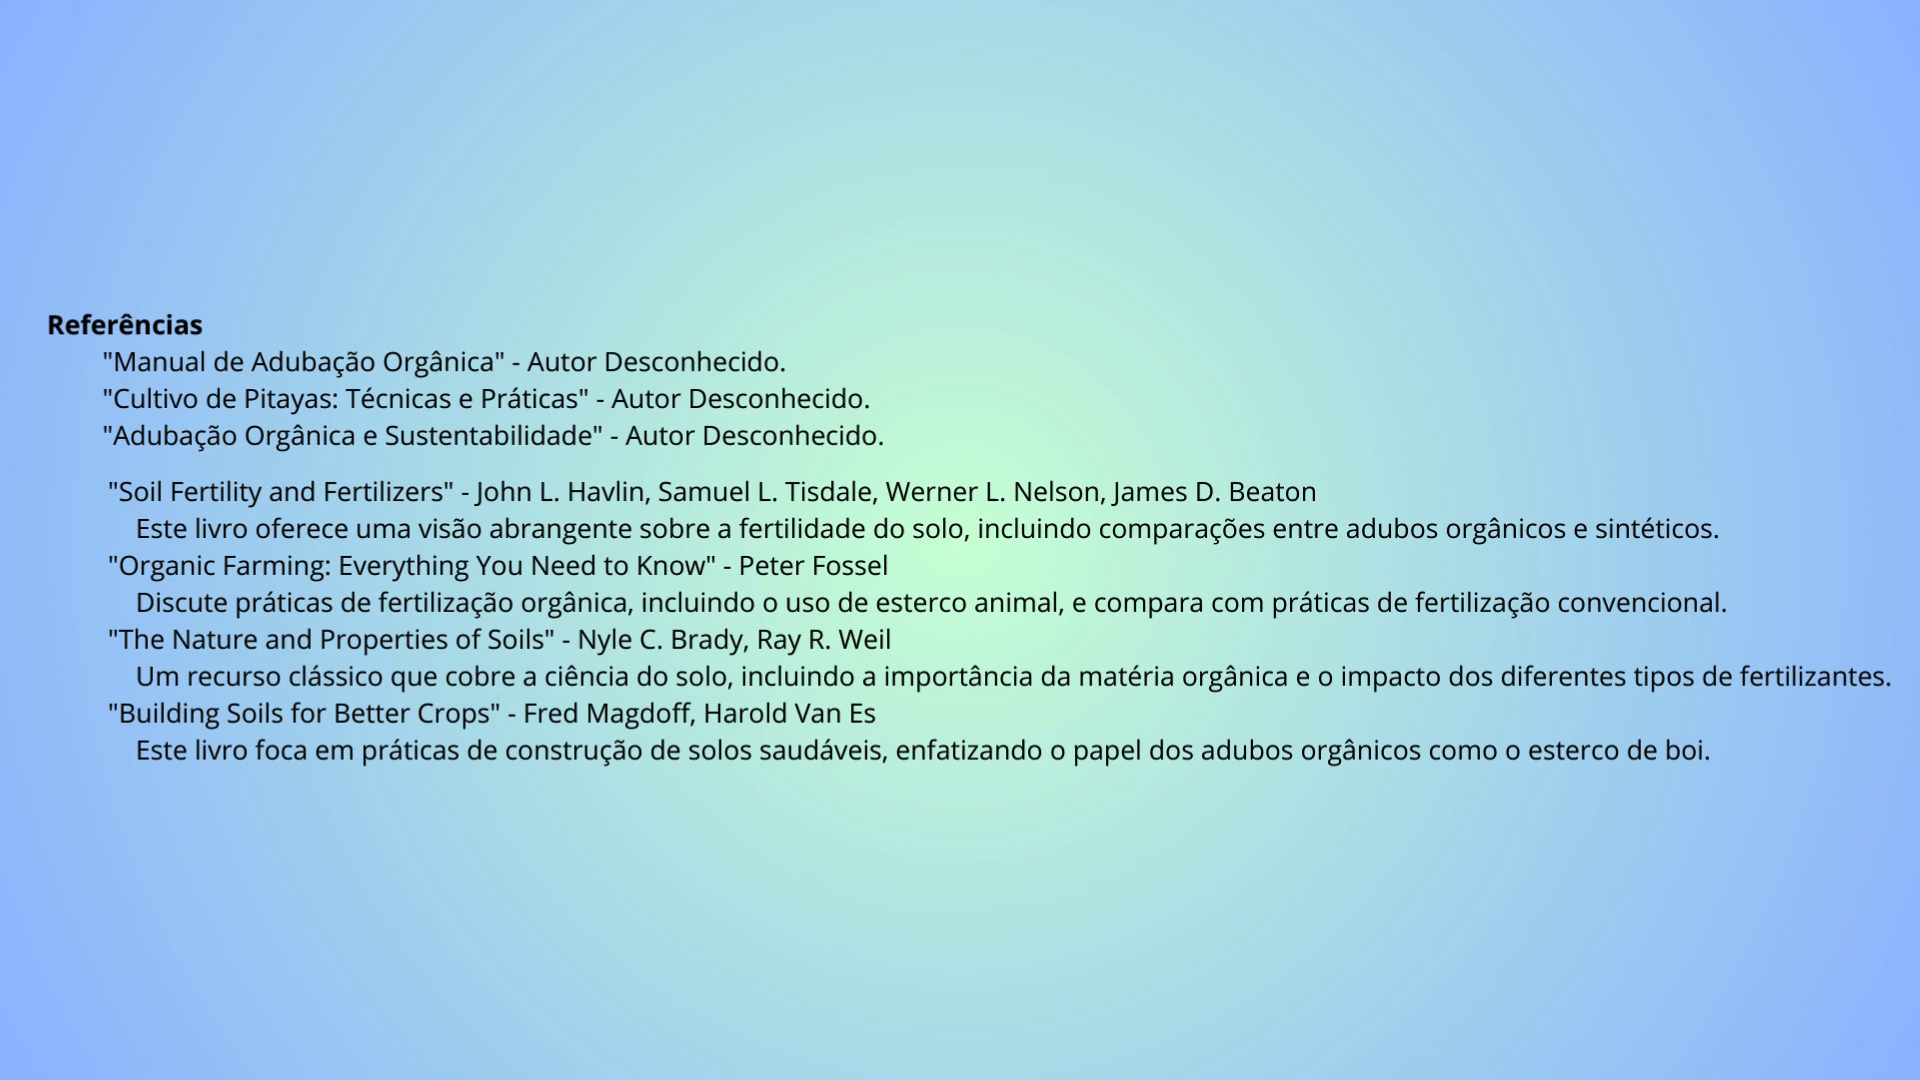 Referências
"Manual de Adubação Orgânica" - Autor Desconhecido.
"Cultivo de Pitayas: Técnicas e Práticas" - Autor Desconhecido.
"Adubação Orgânica e Sustentabilidade" - Autor Desconhecido.
"Soil Fertility and Fertilizers" - John L. Havlin, Samuel L. Tisdale, Werner L. Nelson, James D. Beaton
Este livro oferece uma visão abrangente sobre a fertilidade do solo, incluindo comparações entre adubos orgânicos e sintéticos.
"Organic Farming: Everything You Need to Know" - Peter Fossel
Discute práticas de fertilização orgânica, incluindo o uso de esterco animal, e compara com práticas de fertilização convencional.
"The Nature and Properties of Soils" - Nyle C. Brady, Ray R. Weil
Um recurso clássico que cobre a ciência do solo, incluindo a importância da matéria orgânica e o impacto dos diferentes tipos de fertilizantes.
"Building Soils for Better Crops" - Fred Magdoff, Harold Van Es
Este livro foca em práticas de construção de solos saudáveis, enfatizando o papel dos adubos orgânicos como o esterco de boi.